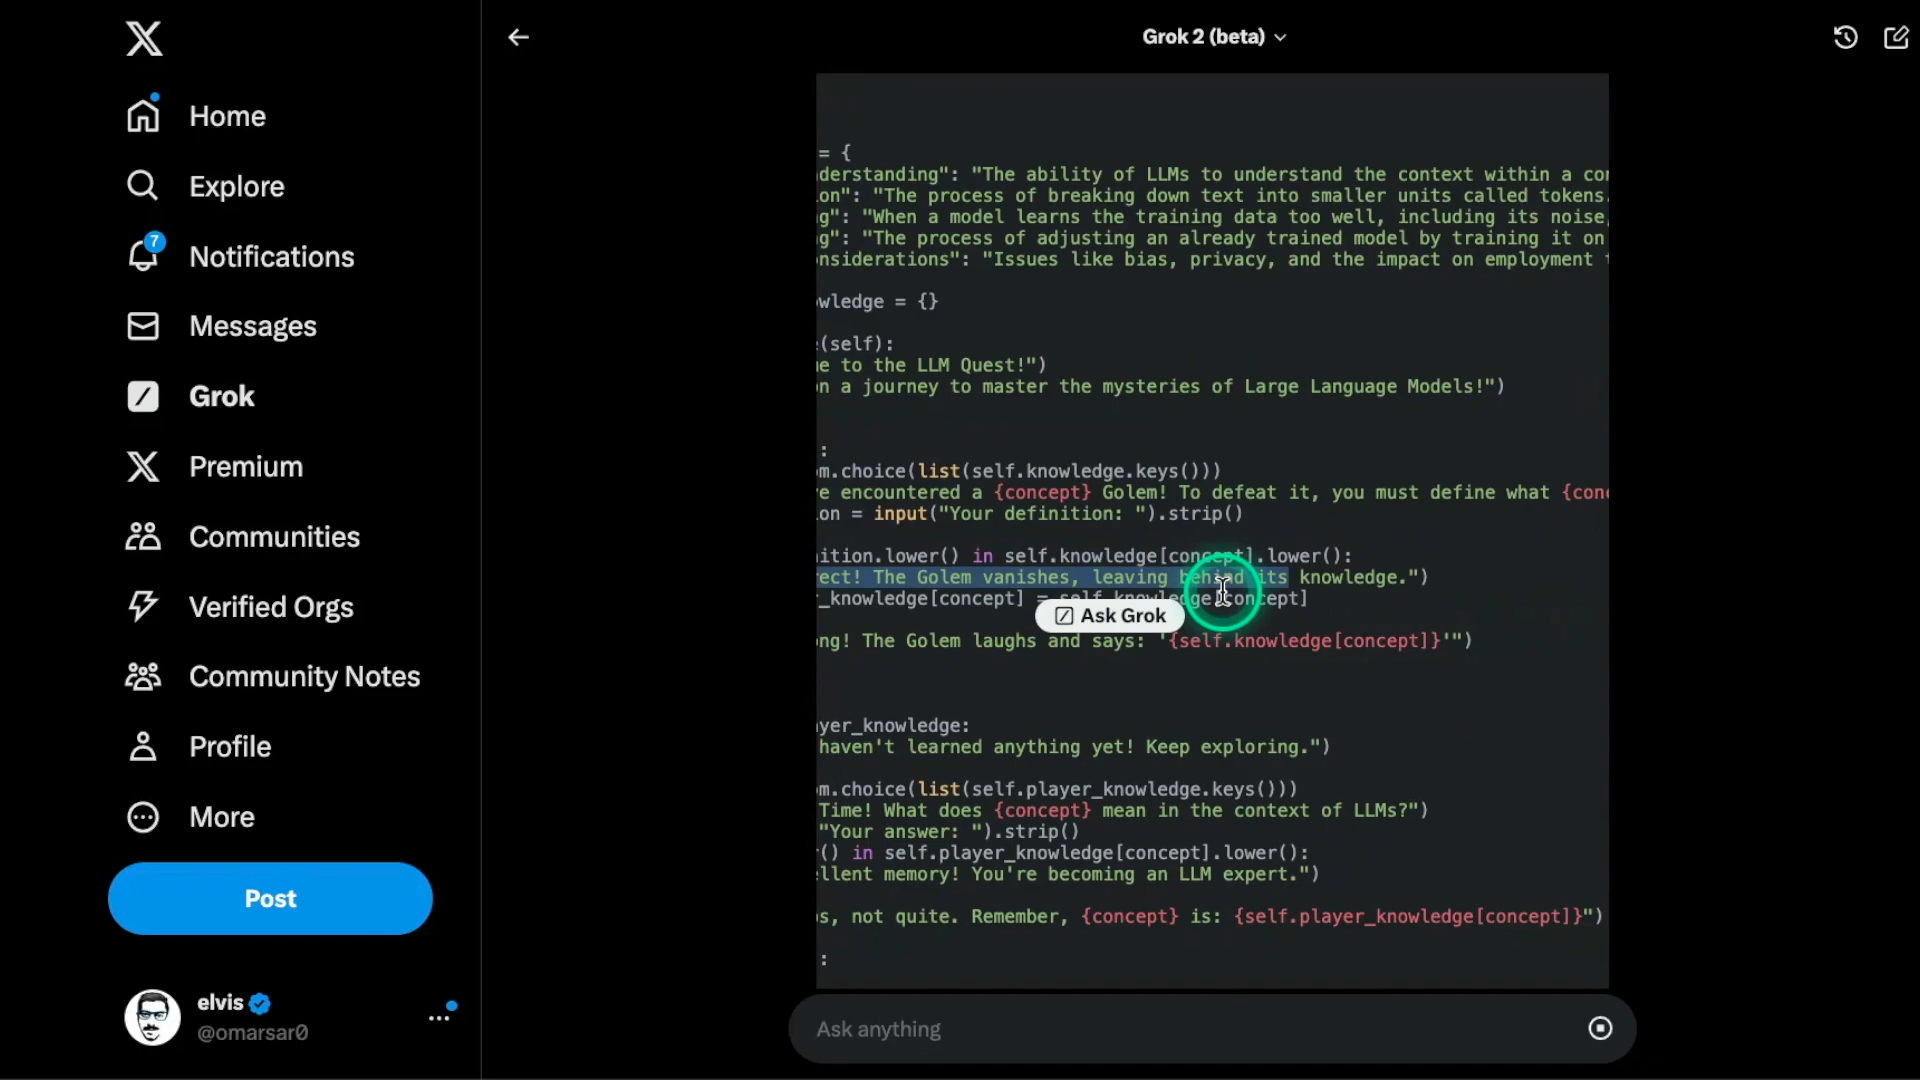 Home
Explore
7
Notifications
Messages
Grok
Premium
Communities
Verified Orgs
Community Notes
Profile
More
Post
elvis
@omarsar0
Grok 2 (beta)
= {
derstanding": "The ability of LLMs to understand the context within a con
on": "The process of breaking down text into smaller units called tokens.
g": "When a model learns the training data too well, including its noise,
g": "The process of adjusting an already trained model by training it on
nsiderations": "Issues like bias, privacy, and the impact on employment
wledge = {}
e(self):
e to the LLM Quest!")
n a journey to master the mysteries of Large Language Models!")
:
m.choice(list(self.knowledge.keys()))
ve encountered a {concept} Golem! To defeat it, you must define what {conc
on = input("Your definition: ").strip()
ition.lower() in self.knowledge[concept].lower():
rect! The Golem vanishes, leaving behind its knowledge.")
_knowledge[concept] = self.knowledge[concept]
Ask Grok
ng! The Golem laughs and says: '{self.knowledge[concept]}'")
yer_knowledge:
haven't learned anything yet! Keep exploring.")
m.choice(list(self.player_knowledge.keys()))
Time! What does {concept} mean in the context of LLMs?")
"Your answer: ").strip()
r() in self.player_knowledge[concept].lower():
llent memory! You're becoming an LLM expert.")
s, not quite. Remember, {concept} is: {self.player_knowledge[concept]}")
:
Ask anything